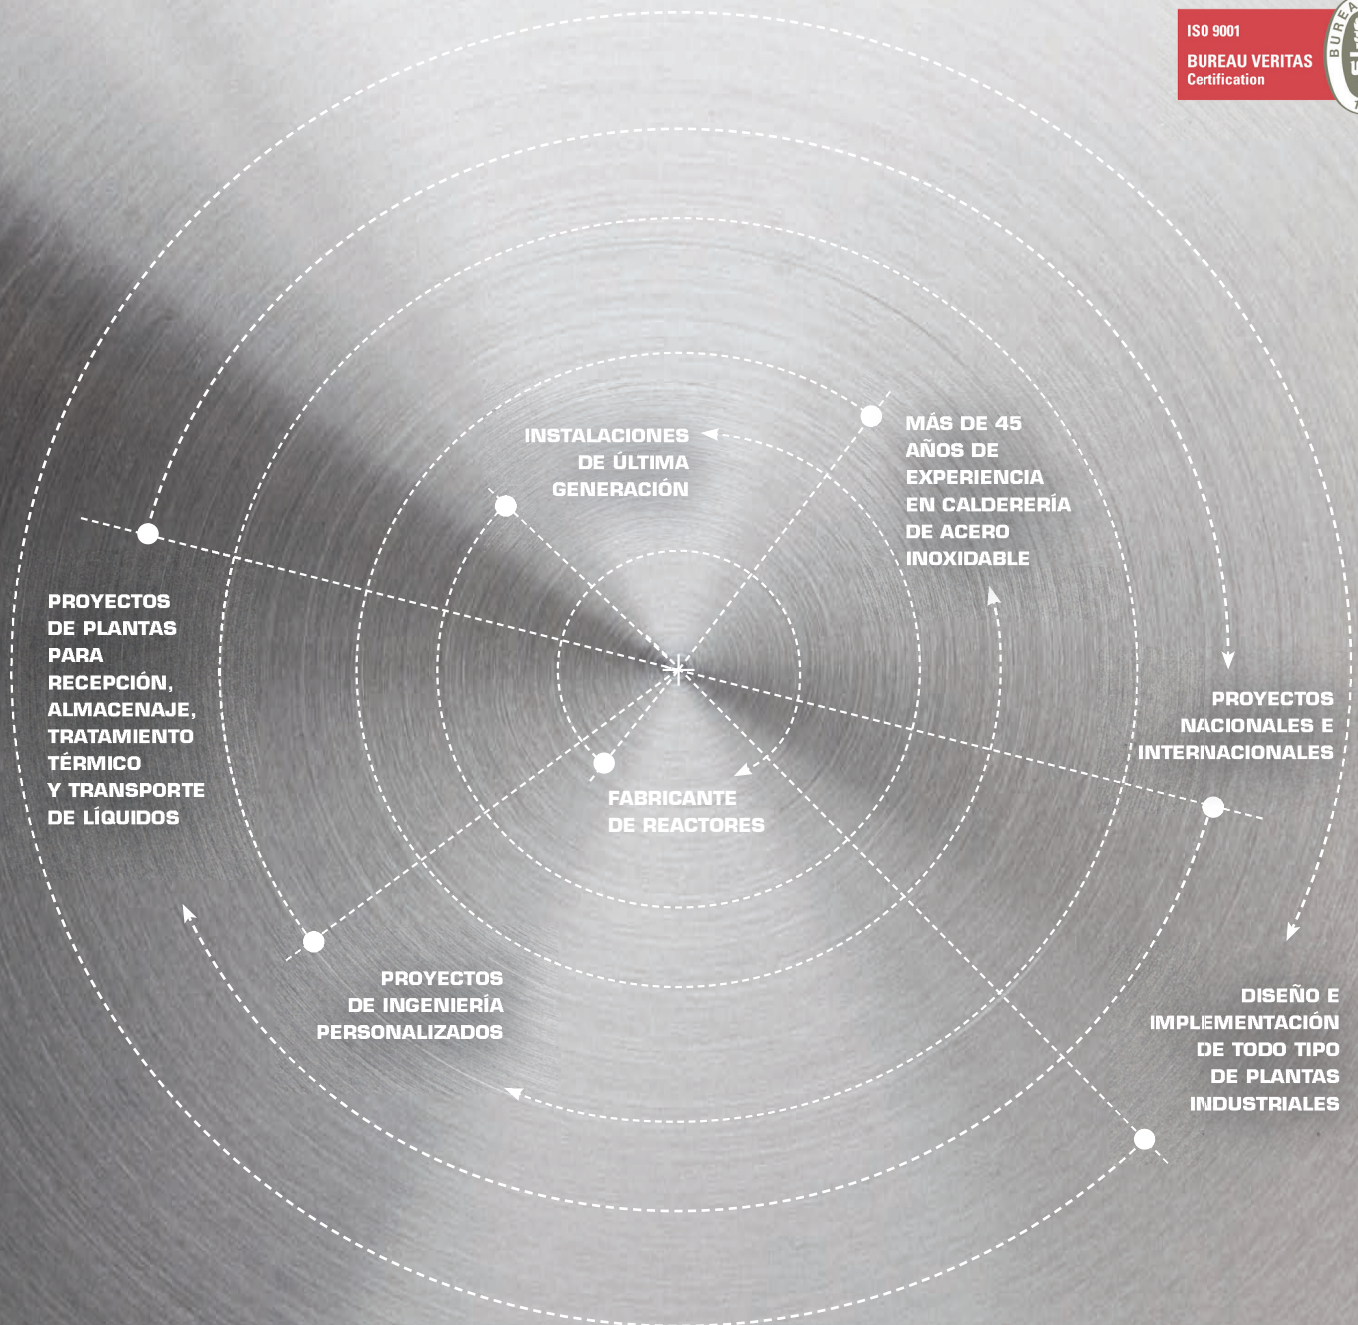 ISO 9001
BUREAU VERITAS
Certification
INSTALACIONES
DE ÚLTIMA
GENERACIÓN
MÁS DE 45
AÑOS DE
EXPERIENCIA
EN CALDERERÍA
DE ACERO
INOXIDABLE
PROYECTOS
DE PLANTAS
PARA
RECEPCIÓN,
ALMACENAJE,
TRATAMIENTO
TÉRMICO
Y TRANSPORTE
DE LÍQUIDOS
PROYECTOS
NACIONALES E
INTERNACIONALES
FABRICANTE
DE REACTORES
PROYECTOS
DE INGENIERÍA
PERSONALIZADOS
DISEÑO E
IMPLEMENTACIÓN
DE TODO TIPO
DE PLANTAS
INDUSTRIALES